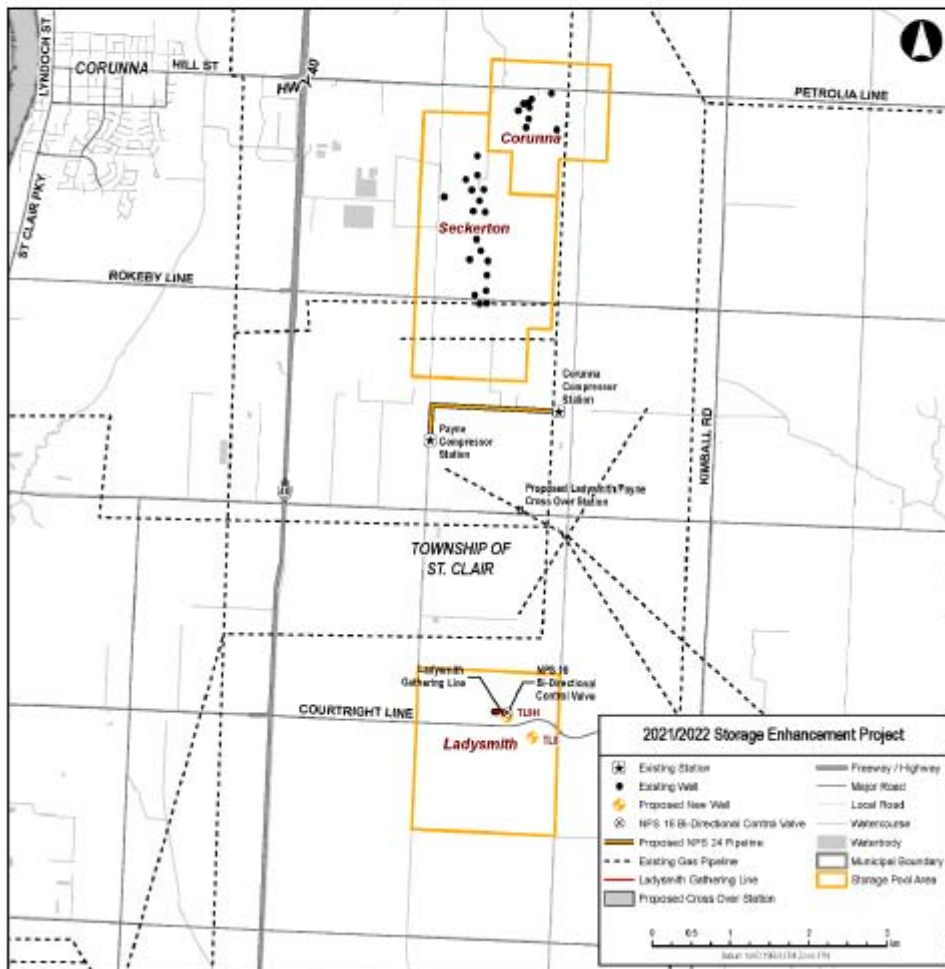 LYNDOCH ST
CORUNNA
HILL ST
HWY 40
PETROLIA LINE
ST CLAIR PKY
Corunna
Seckerton
ROKEBY LINE
Corunna
Compressor
Station
Payne
Compressor
Station
KIMBALL RD
Proposed Ladysmith/Payne
Cross Over Station
TOWNSHIP OF
ST. CLAIR
Ladysmith
Gathering Line
NPS 16
Bi-Directional
Control Valve
COURTRIGHT LINE
TL9H
Ladysmith
TL8
2021/2022 Storage Enhancement Project
Existing Station
Existing Well
Proposed New Well
NPS 16 Bi-Directional Control Valve
Proposed NPS 24 Pipeline
Existing Gas Pipeline
Ladysmith Gathering Line
Proposed Cross Over Station
Freeway / Highway
Major Road
Local Road
Watercourse
Waterbody
Municipal Boundary
Storage Pool Area
0 0.5 1 2 3
km